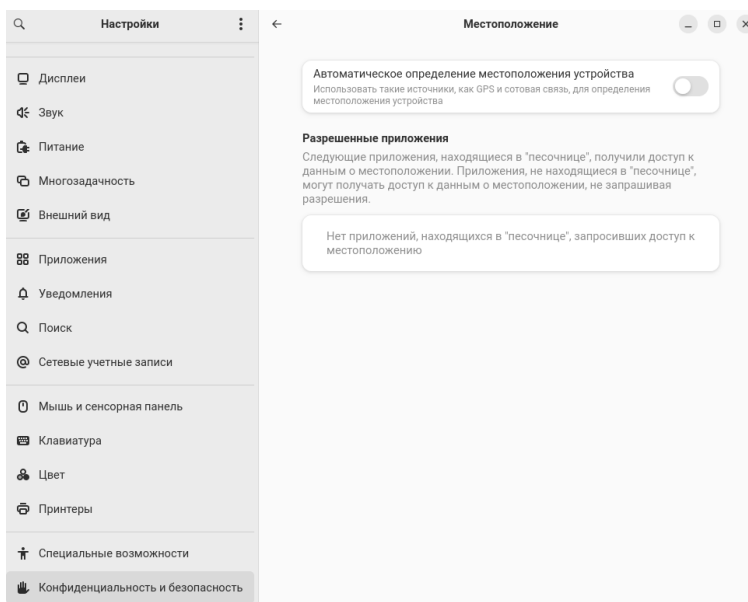 Настройки
Дисплеи
Звук
Питание
Многозадачность
Внешний вид
Приложения
Уведомления
Поиск
Сетевые учетные записи
Мышь и сенсорная панель
Клавиатура
Цвет
Принтеры
Специальные возможности
Конфиденциальность и безопасность
Местоположение
Автоматическое определение местоположения устройства
Использовать такие источники, как GPS и сотовая связь, для определения
местоположения устройства
Разрешенные приложения
Следующие приложения, находящиеся в "песочнице", получили доступ к
данным о местоположении. Приложения, не находящиеся в "песочнице",
могут получать доступ к данным о местоположении, не запрашивая
разрешения.
Нет приложений, находящихся в "песочнице", запросивших доступ к
местоположению